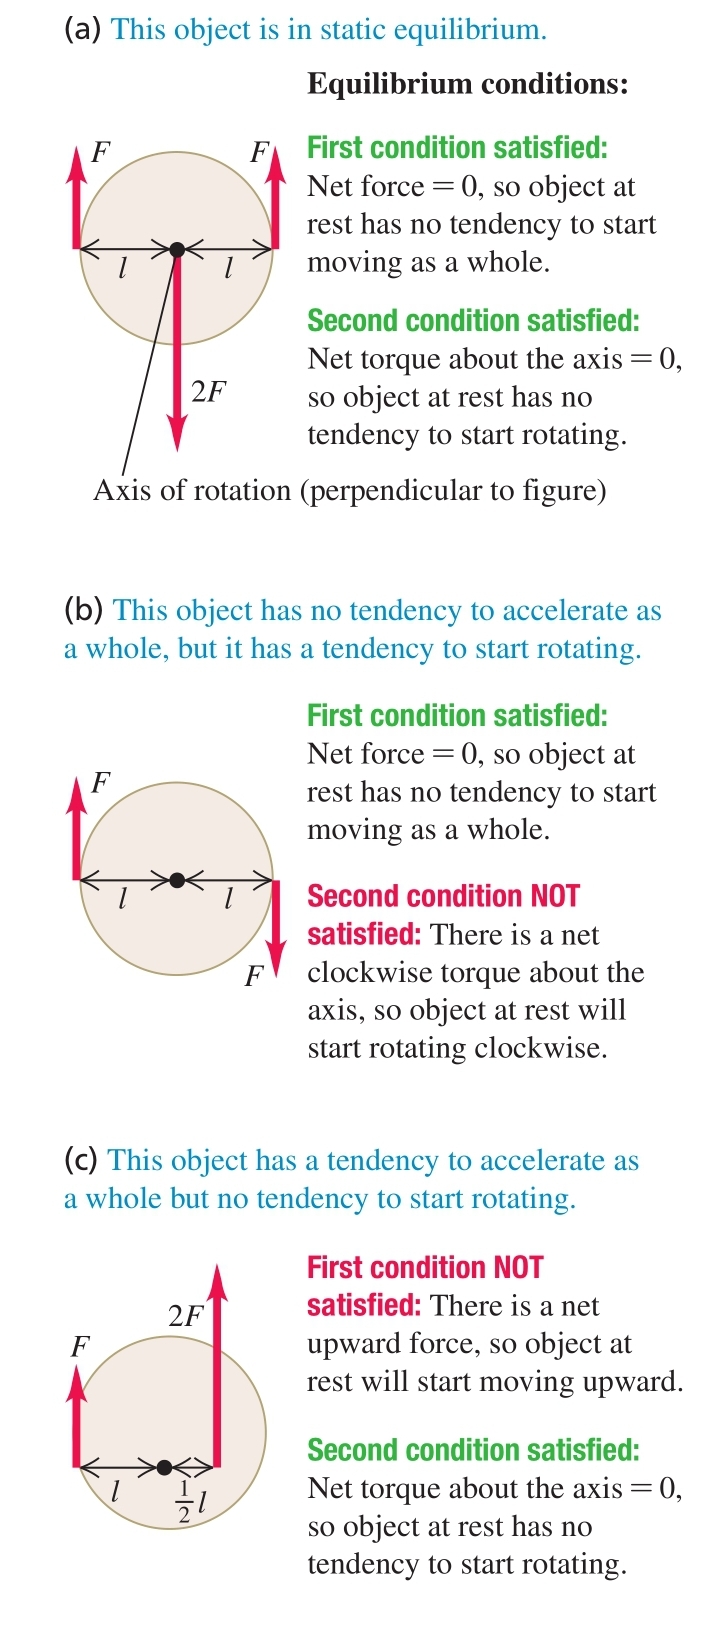 (a) This object is in static equilibrium.
Equilibrium conditions:
F
F
First condition satisfied:
Net force = 0, so object at
rest has no tendency to start
moving as a whole.
l
l
Second condition satisfied:
Net torque about the axis = 0,
so object at rest has no
tendency to start rotating.
2F
Axis of rotation (perpendicular to figure)
(b) This object has no tendency to accelerate as
a whole, but it has a tendency to start rotating.
First condition satisfied:
Net force = 0, so object at
rest has no tendency to start
moving as a whole.
F
l
l
F
Second condition NOT
satisfied: There is a net
clockwise torque about the
axis, so object at rest will
start rotating clockwise.
(c) This object has a tendency to accelerate as
a whole but no tendency to start rotating.
First condition NOT
satisfied: There is a net
upward force, so object at
rest will start moving upward.
2F
F
l
1/2 l
Second condition satisfied:
Net torque about the axis = 0,
so object at rest has no
tendency to start rotating.